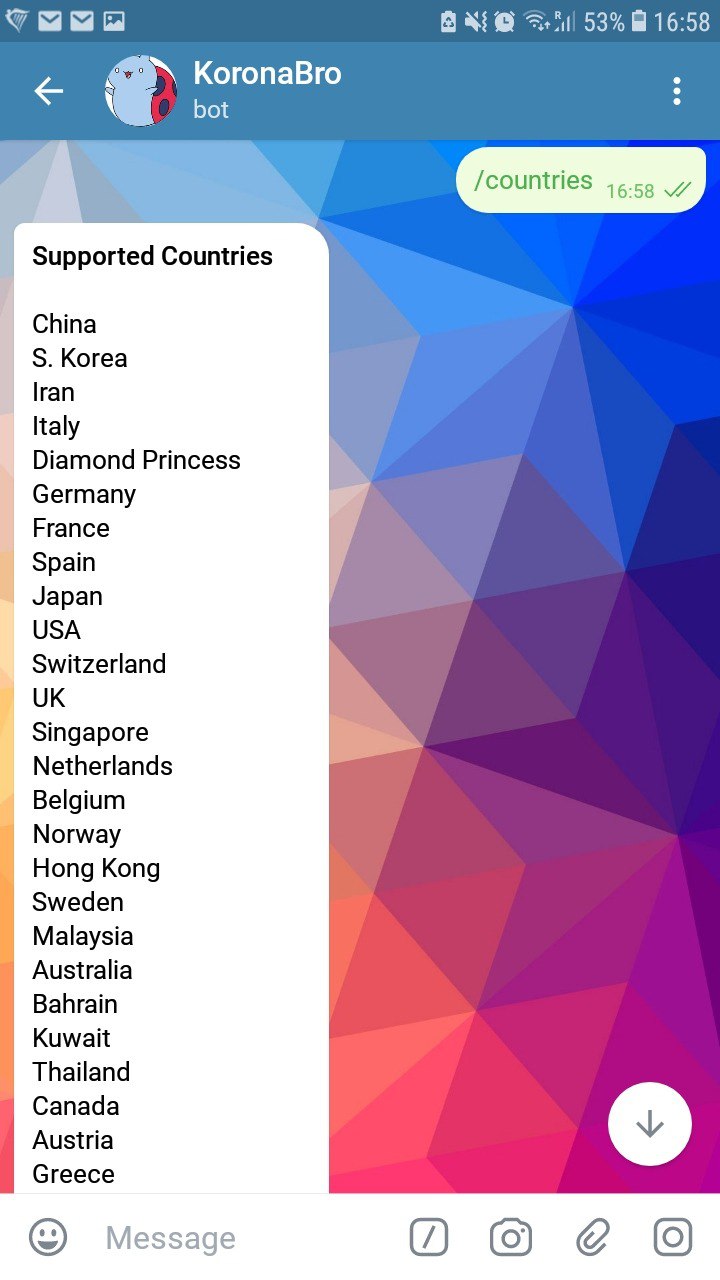 53% 16:58
KoronaBro
bot
/countries 16:58
Supported Countries
China
S. Korea
Iran
Italy
Diamond Princess
Germany
France
Spain
Japan
USA
Switzerland
UK
Singapore
Netherlands
Belgium
Norway
Hong Kong
Sweden
Malaysia
Australia
Bahrain
Kuwait
Thailand
Canada
Austria
Greece
Message